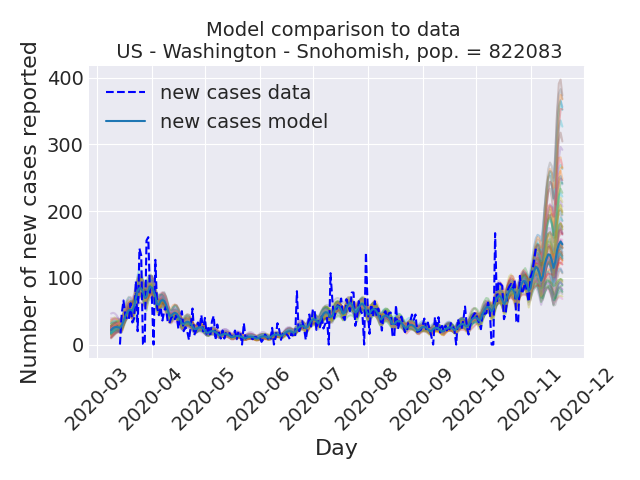 Model comparison to data
US - Washington - Snohomish, pop. = 822083
Number of new cases reported
400
300
200
100
0
new cases data
new cases model
2020-03
2020-04
2020-05
2020-06
2020-07
2020-08
2020-09
2020-10
2020-11
2020-12
Day